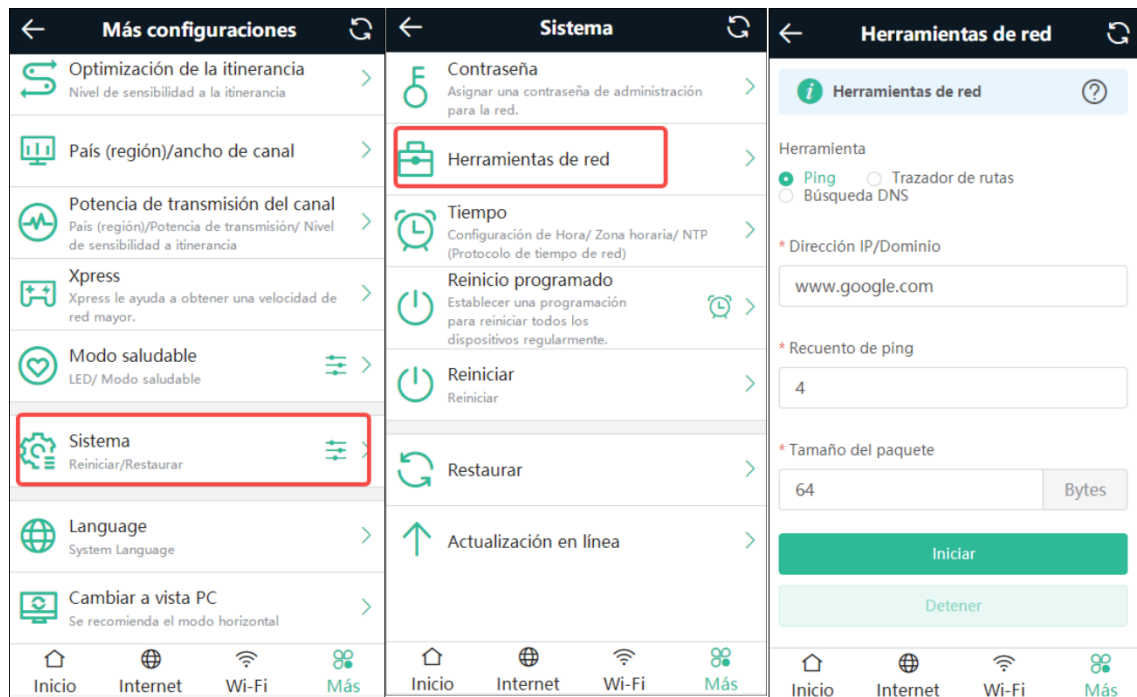 Más configuraciones
Optimización de la itinerancia
Nivel de sensibilidad a la itinerancia
País (región)/ancho de canal
Potencia de transmisión del canal
País (región)/Potencia de transmisión/ Nivel
de sensibilidad a itinerancia
Xpress
Xpress le ayuda a obtener una velocidad de
red mayor.
Modo saludable
LED/ Modo saludable
Sistema
Reiniciar/Restaurar
Language
System Language
Cambiar a vista PC
Se recomienda el modo horizontal
Inicio Internet Wi-Fi Más
Sistema
Contraseña
Asignar una contraseña de administración
para la red.
Herramientas de red
Tiempo
Configuración de Hora/ Zona horaria/ NTP
(Protocolo de tiempo de red)
Reinicio programado
Establecer una programación
para reiniciar todos los
dispositivos regularmente.
Reiniciar
Reiniciar
Restaurar
Actualización en línea
Inicio Internet Wi-Fi Más
Herramientas de red
Herramientas de red
Herramienta
Ping Trazador de rutas
Búsqueda DNS
* Dirección IP/Dominio
www.google.com
* Recuento de ping
4
* Tamaño del paquete
64 Bytes
Iniciar
Detener
Inicio Internet Wi-Fi Más